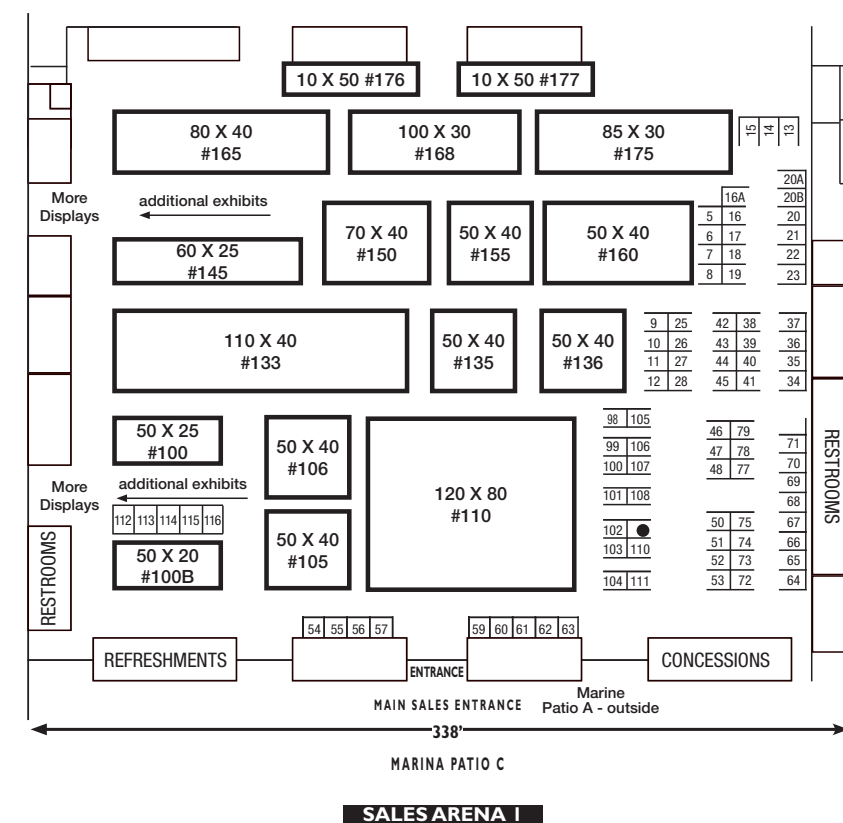 10 X 50 #176
10 X 50 #177
80 X 40
#165
100 X 30
#168
85 X 30
#175
15 14 13
More
Displays
additional exhibits
70 X 40
#150
50 X 40
#155
50 X 40
#160
60 X 25
#145
20A
16A 20B
5 16 20
6 17 21
7 18 22
8 19 23
110 X 40
#133
50 X 40
#135
50 X 40
#136
9 25 42 38 37
10 26 43 39 36
11 27 44 40 35
12 28 45 41 34
50 X 25
#100
50 X 40
#106
120 X 80
#110
98 105
99 106
100 107
101 108
102
103 110
104 111
46 79
47 78
48 77
50 75
51 74
52 73
53 72
71
70
69
68
67
66
65
64
RESTROOMS
More
Displays
additional exhibits
112 113 114 115 116
50 X 20
#100B
50 X 40
#105
RESTROOMS
54 55 56 57
59 60 61 62 63
REFRESHMENTS
ENTRANCE
CONCESSIONS
MAIN SALES ENTRANCE
Marine
Patio A - outside
338'
MARINA PATIO C
SALES ARENA I